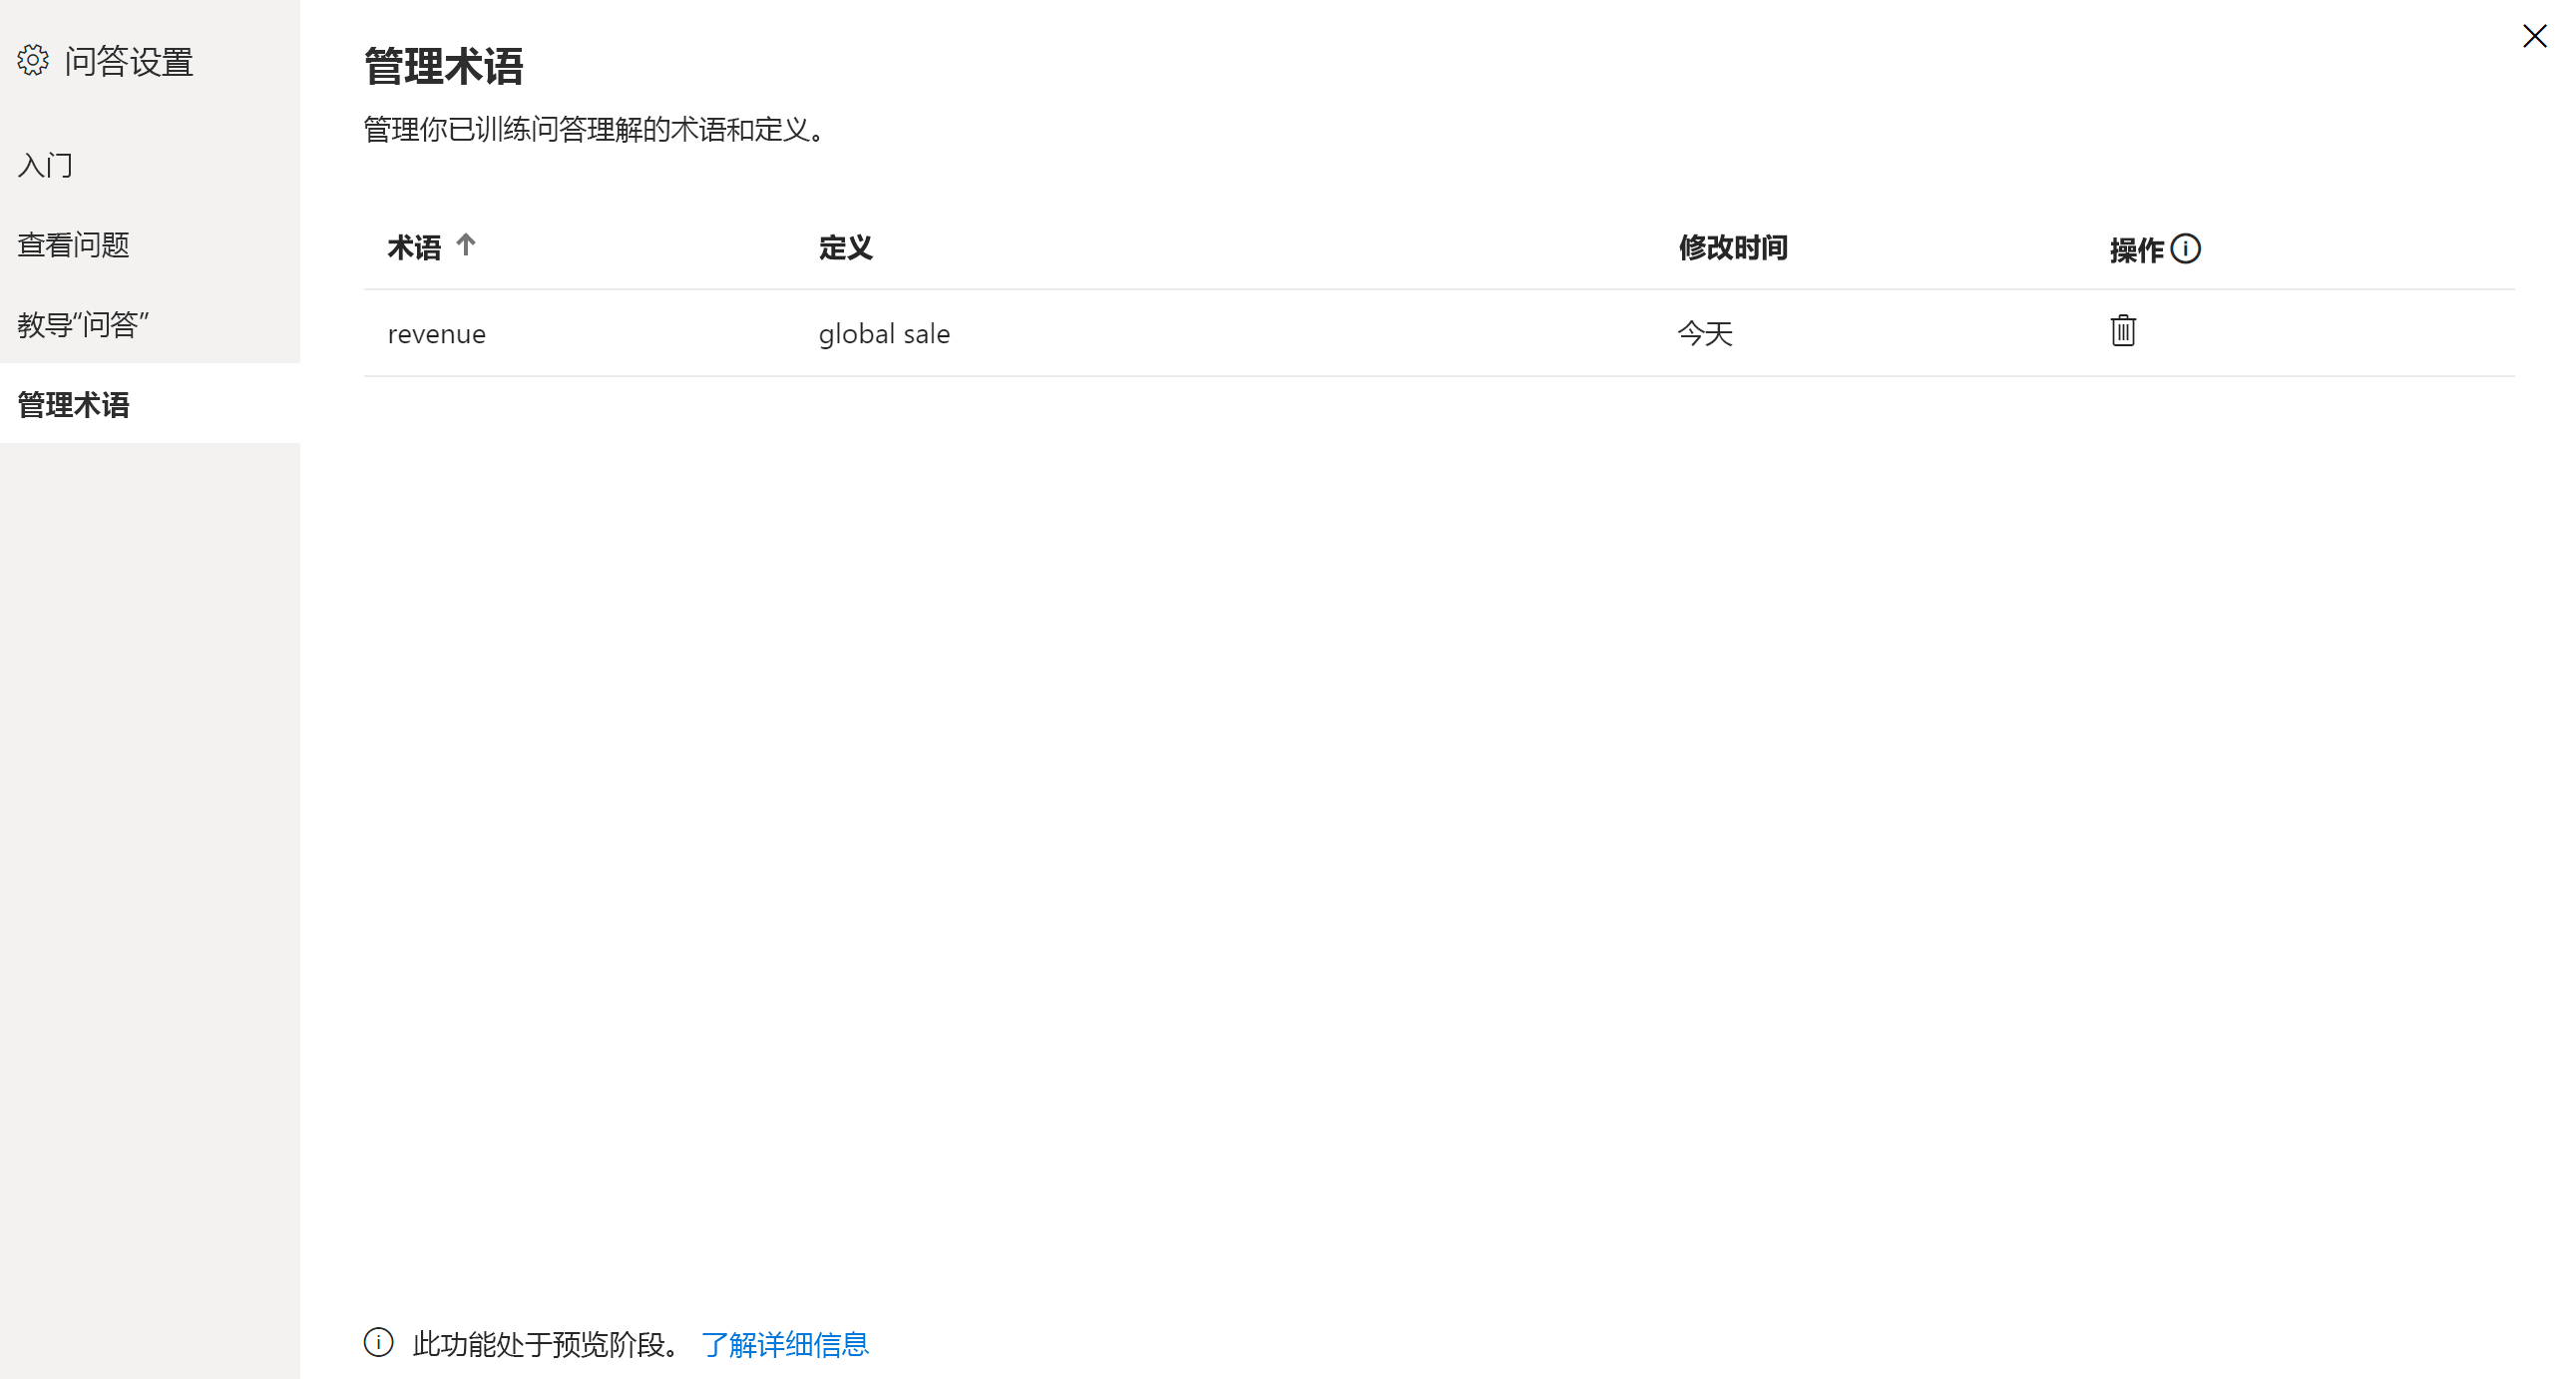 问答设置
入门
查看问题
教导“问答”
管理术语
管理术语
管理你已训练问答理解的术语和定义。
术语 定义 修改时间 操作
revenue global sale 今天
此功能处于预览阶段。 了解详细信息